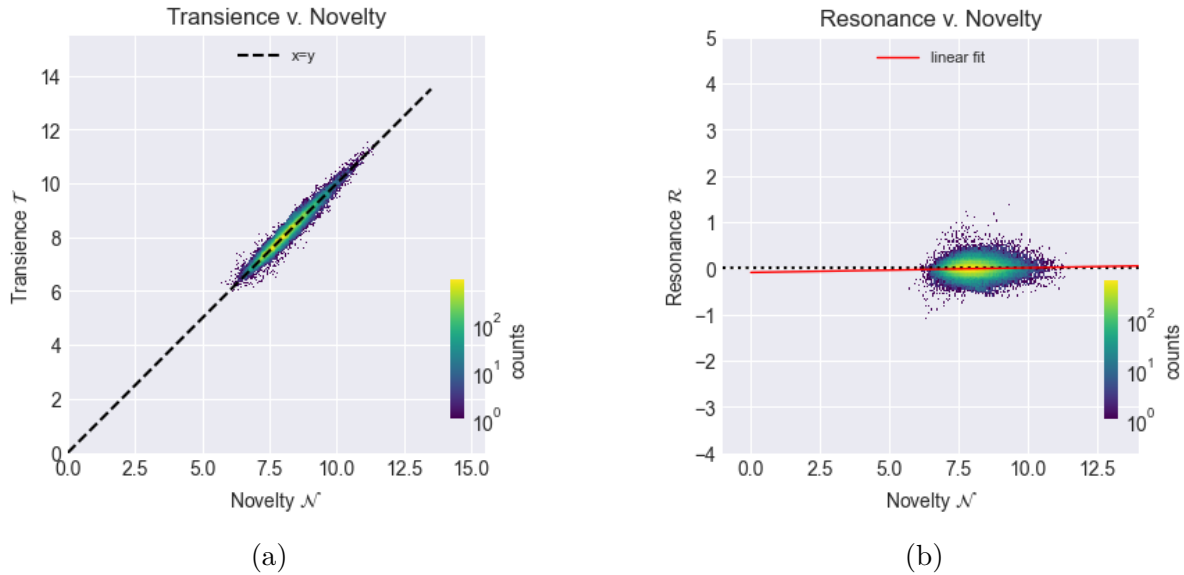 Transience v. Novelty
x=y
14
12
10
8
6
4
2
0
Transience 𝒯
0.0 2.5 5.0 7.5 10.0 12.5 15.0
Novelty 𝒩
10²
10¹
10⁰
counts
(a)
Resonance v. Novelty
linear fit
5
4
3
2
1
0
−1
−2
−3
−4
Resonance ℛ
0.0 2.5 5.0 7.5 10.0 12.5
Novelty 𝒩
10²
10¹
10⁰
counts
(b)